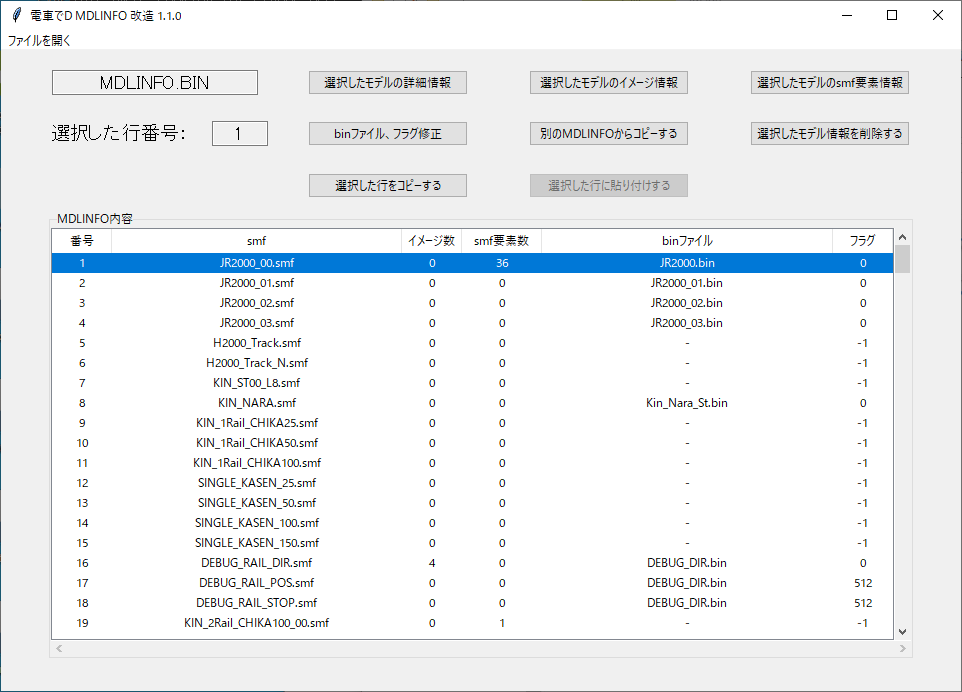 電車でD MDLINFO 改造 1.1.0
ファイルを開く
MDLINFO.BIN 選択したモデルの詳細情報 選択したモデルのイメージ情報 選択したモデルのsmf要素情報
選択した行番号: 1 binファイル、フラグ修正 別のMDLINFOからコピーする 選択したモデル情報を削除する
選択した行をコピーする 選択した行に貼り付けする
MDLINFO内容
番号 smf イメージ数 smf要素数 binファイル フラグ
1 JR2000_00.smf 0 36 JR2000.bin 0
2 JR2000_01.smf 0 0 JR2000_01.bin 0
3 JR2000_02.smf 0 0 JR2000_02.bin 0
4 JR2000_03.smf 0 0 JR2000_03.bin 0
5 H2000_Track.smf 0 0 - -1
6 H2000_Track_N.smf 0 0 - -1
7 KIN_ST00_L8.smf 0 0 - -1
8 KIN_NARA.smf 0 0 Kin_Nara_St.bin 0
9 KIN_1Rail_CHIKA25.smf 0 0 - -1
10 KIN_1Rail_CHIKA50.smf 0 0 - -1
11 KIN_1Rail_CHIKA100.smf 0 0 - -1
12 SINGLE_KASEN_25.smf 0 0 - -1
13 SINGLE_KASEN_50.smf 0 0 - -1
14 SINGLE_KASEN_100.smf 0 0 - -1
15 SINGLE_KASEN_150.smf 0 0 - -1
16 DEBUG_RAIL_DIR.smf 4 0 DEBUG_DIR.bin 0
17 DEBUG_RAIL_POS.smf 0 0 DEBUG_DIR.bin 512
18 DEBUG_RAIL_STOP.smf 0 0 DEBUG_DIR.bin 512
19 KIN_2Rail_CHIKA100_00.smf 0 1 - -1